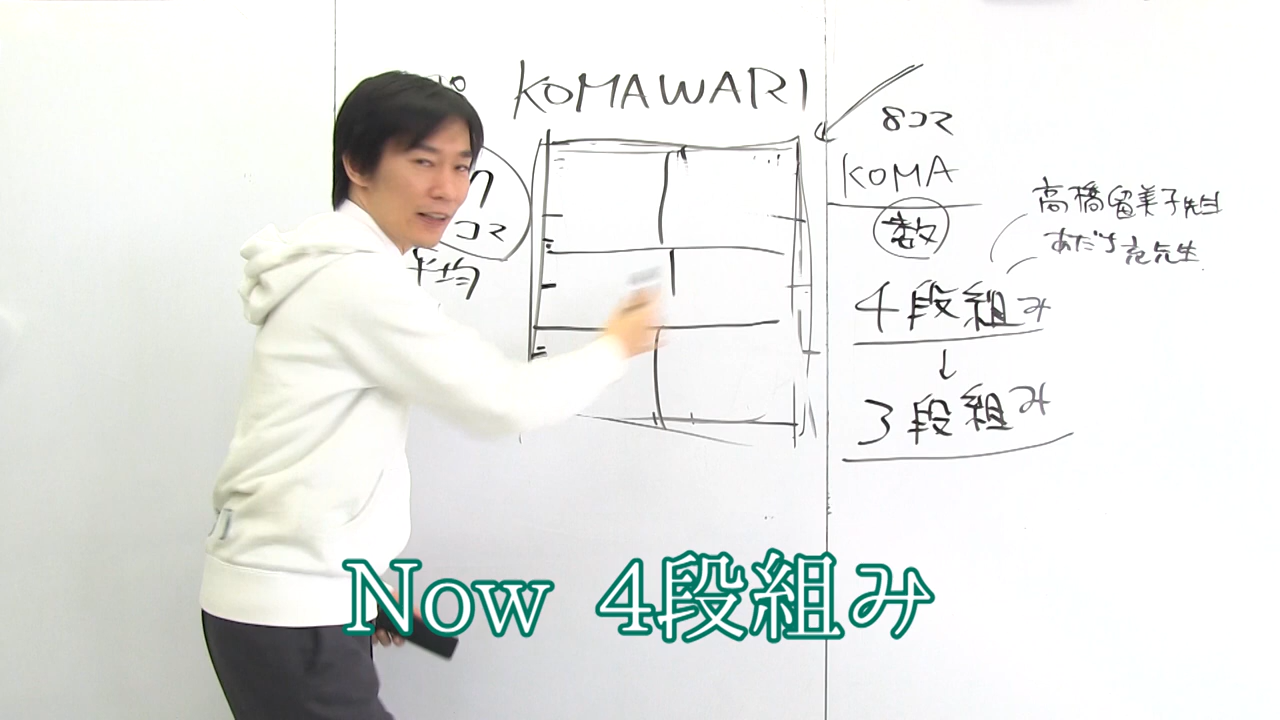 KOMAWARI
7
コマ
平均
8コマ
KOMA
数
高橋留美子先生
あだち充先生
4段組み
↓
3段組み
Now 4段組み